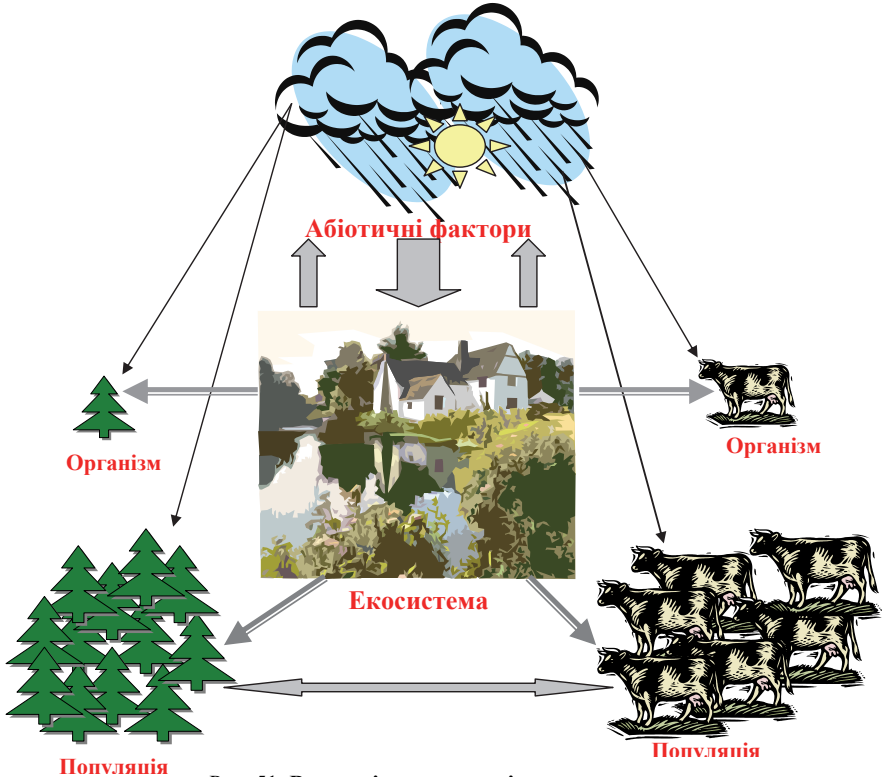 Абіотичні фактори
Організм
Організм
Екосистема
Популяція
Популяція